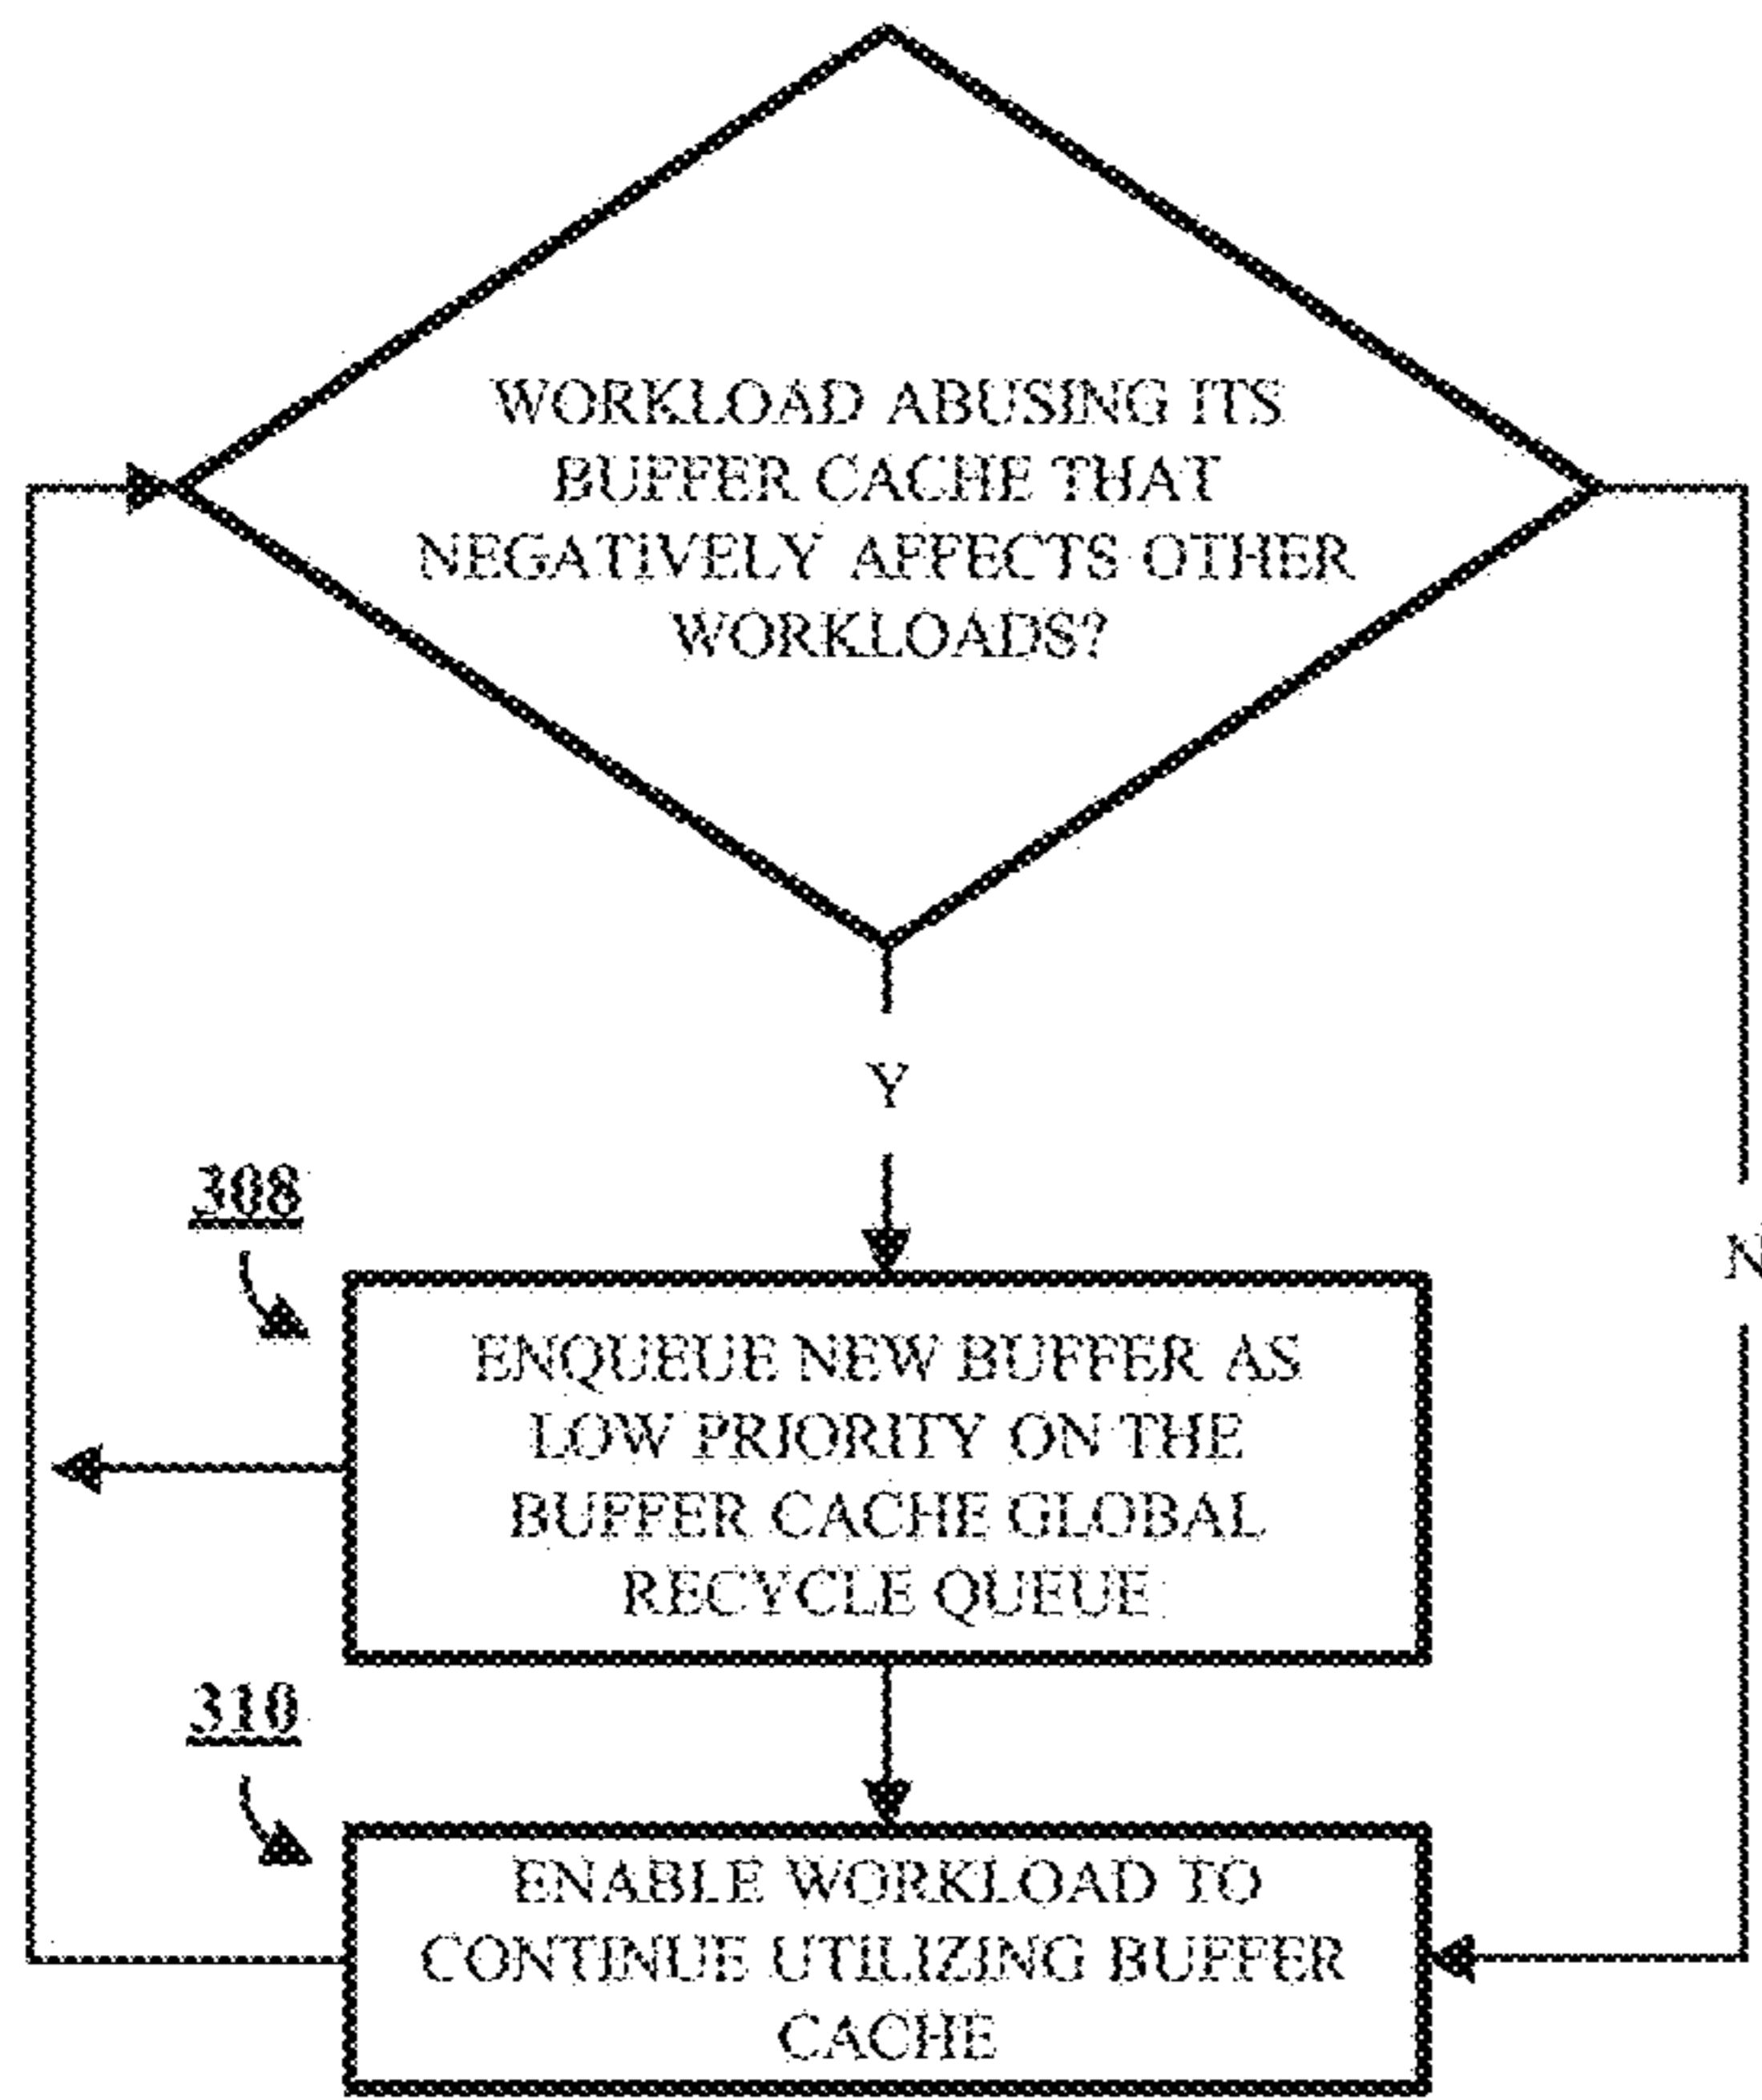 WORKLOAD ABUSING ITS
BUFFER CACHE THAT
NEGATIVELY AFFECTS OTHER
WORKLOADS?
Y
N
308
ENQUEUE NEW BUFFER AS
LOW PRIORITY ON THE
BUFFER CACHE GLOBAL
RECYCLE QUEUE
310
ENABLE WORKLOAD TO
CONTINUE UTILIZING BUFFER
CACHE